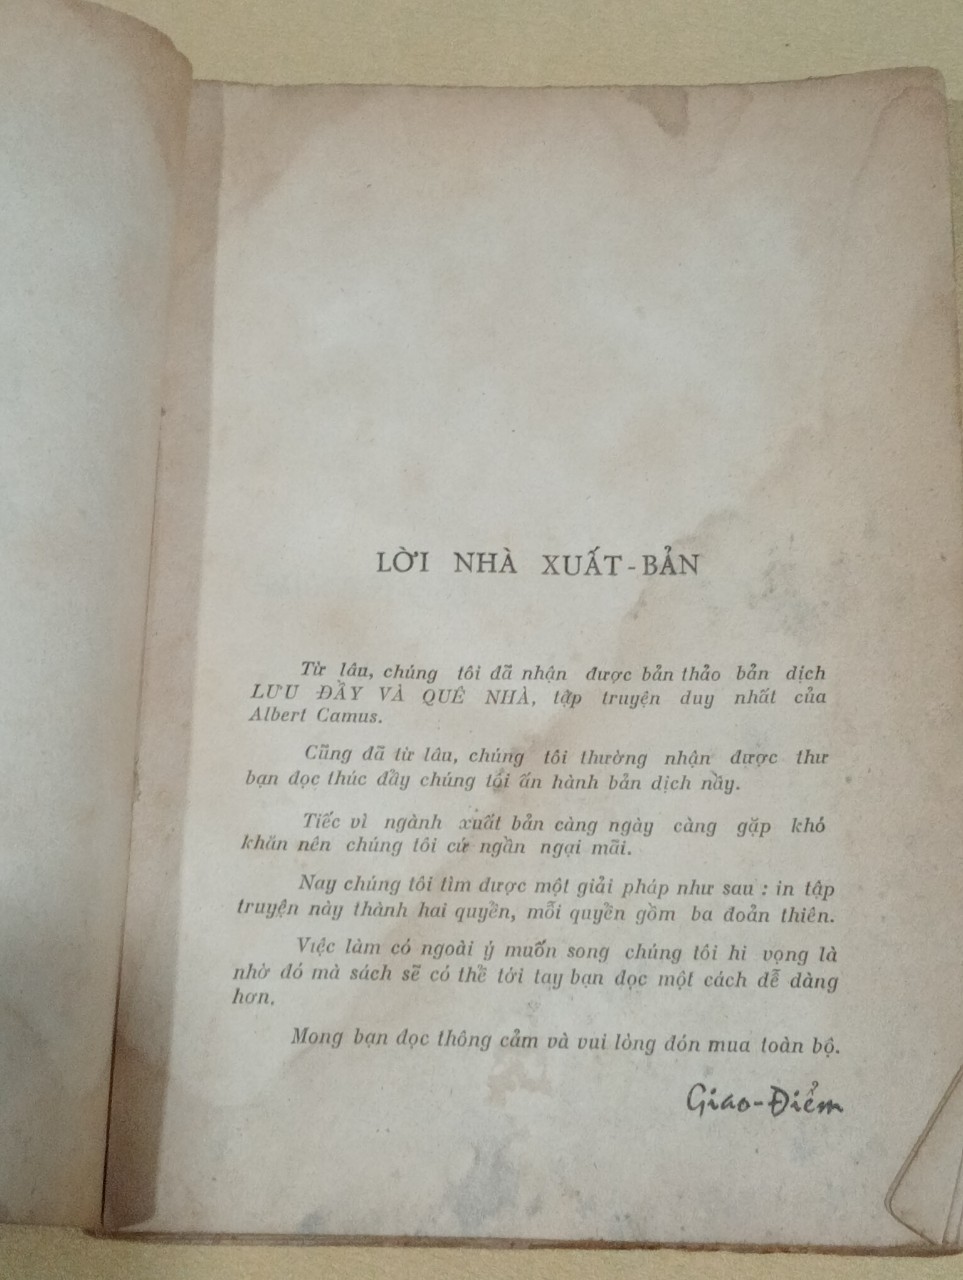 LỜI NHÀ XUẤT-BẢN
Từ lâu, chúng tôi đã nhận được bản thảo bản dịch
LƯU ĐẦY VÀ QUÊ NHÀ, tập truyện duy nhất của
Albert Camus.
Cũng đã từ lâu, chúng tôi thường nhận được thư
bạn đọc thúc đẩy chúng tôi ấn hành bản dịch nầy.
Tiếc vì ngành xuất bản càng ngày càng gặp khó
khăn nên chúng tôi cứ ngần ngại mãi.
Nay chúng tôi tìm được một giải pháp như sau : in tập
truyện này thành hai quyền, mỗi quyền gồm ba đoản thiên.
Việc làm có ngoài ý muốn song chúng tôi hi vọng là
nhờ đó mà sách sẽ có thể tới tay bạn đọc một cách dễ dàng
hơn.
Mong bạn đọc thông cảm và vui lòng đón mua toàn bộ.
Giao-Điểm